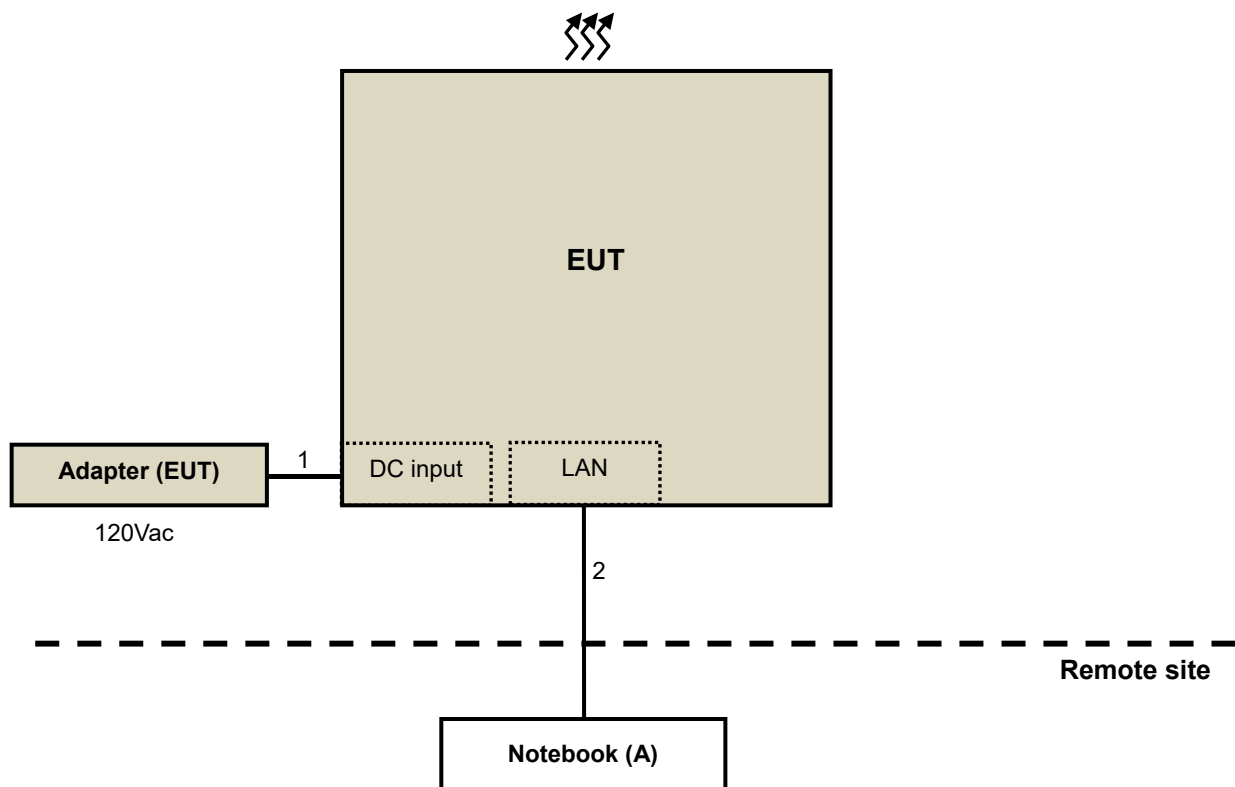 EUT
Adapter (EUT)
1
DC input
LAN
120Vac
2
Remote site
Notebook (A)